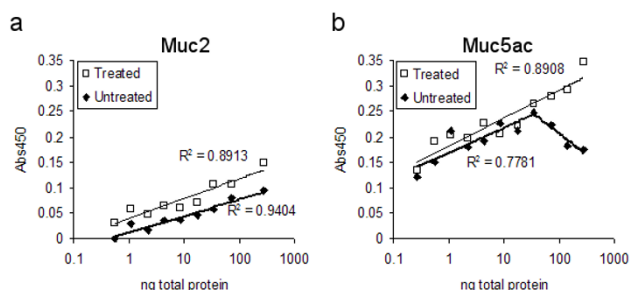 a
Muc2
0.35
0.3
0.25
0.2
0.15
0.1
0.05
0
Abs450
Treated
Untreated
R² = 0.8913
R² = 0.9404
0.1
1
10
100
1000
ng total protein
b
Muc5ac
0.35
0.3
0.25
0.2
0.15
0.1
0.05
0
Abs450
Treated
Untreated
R² = 0.8908
R² = 0.7781
0.1
1
10
100
1000
ng total protein